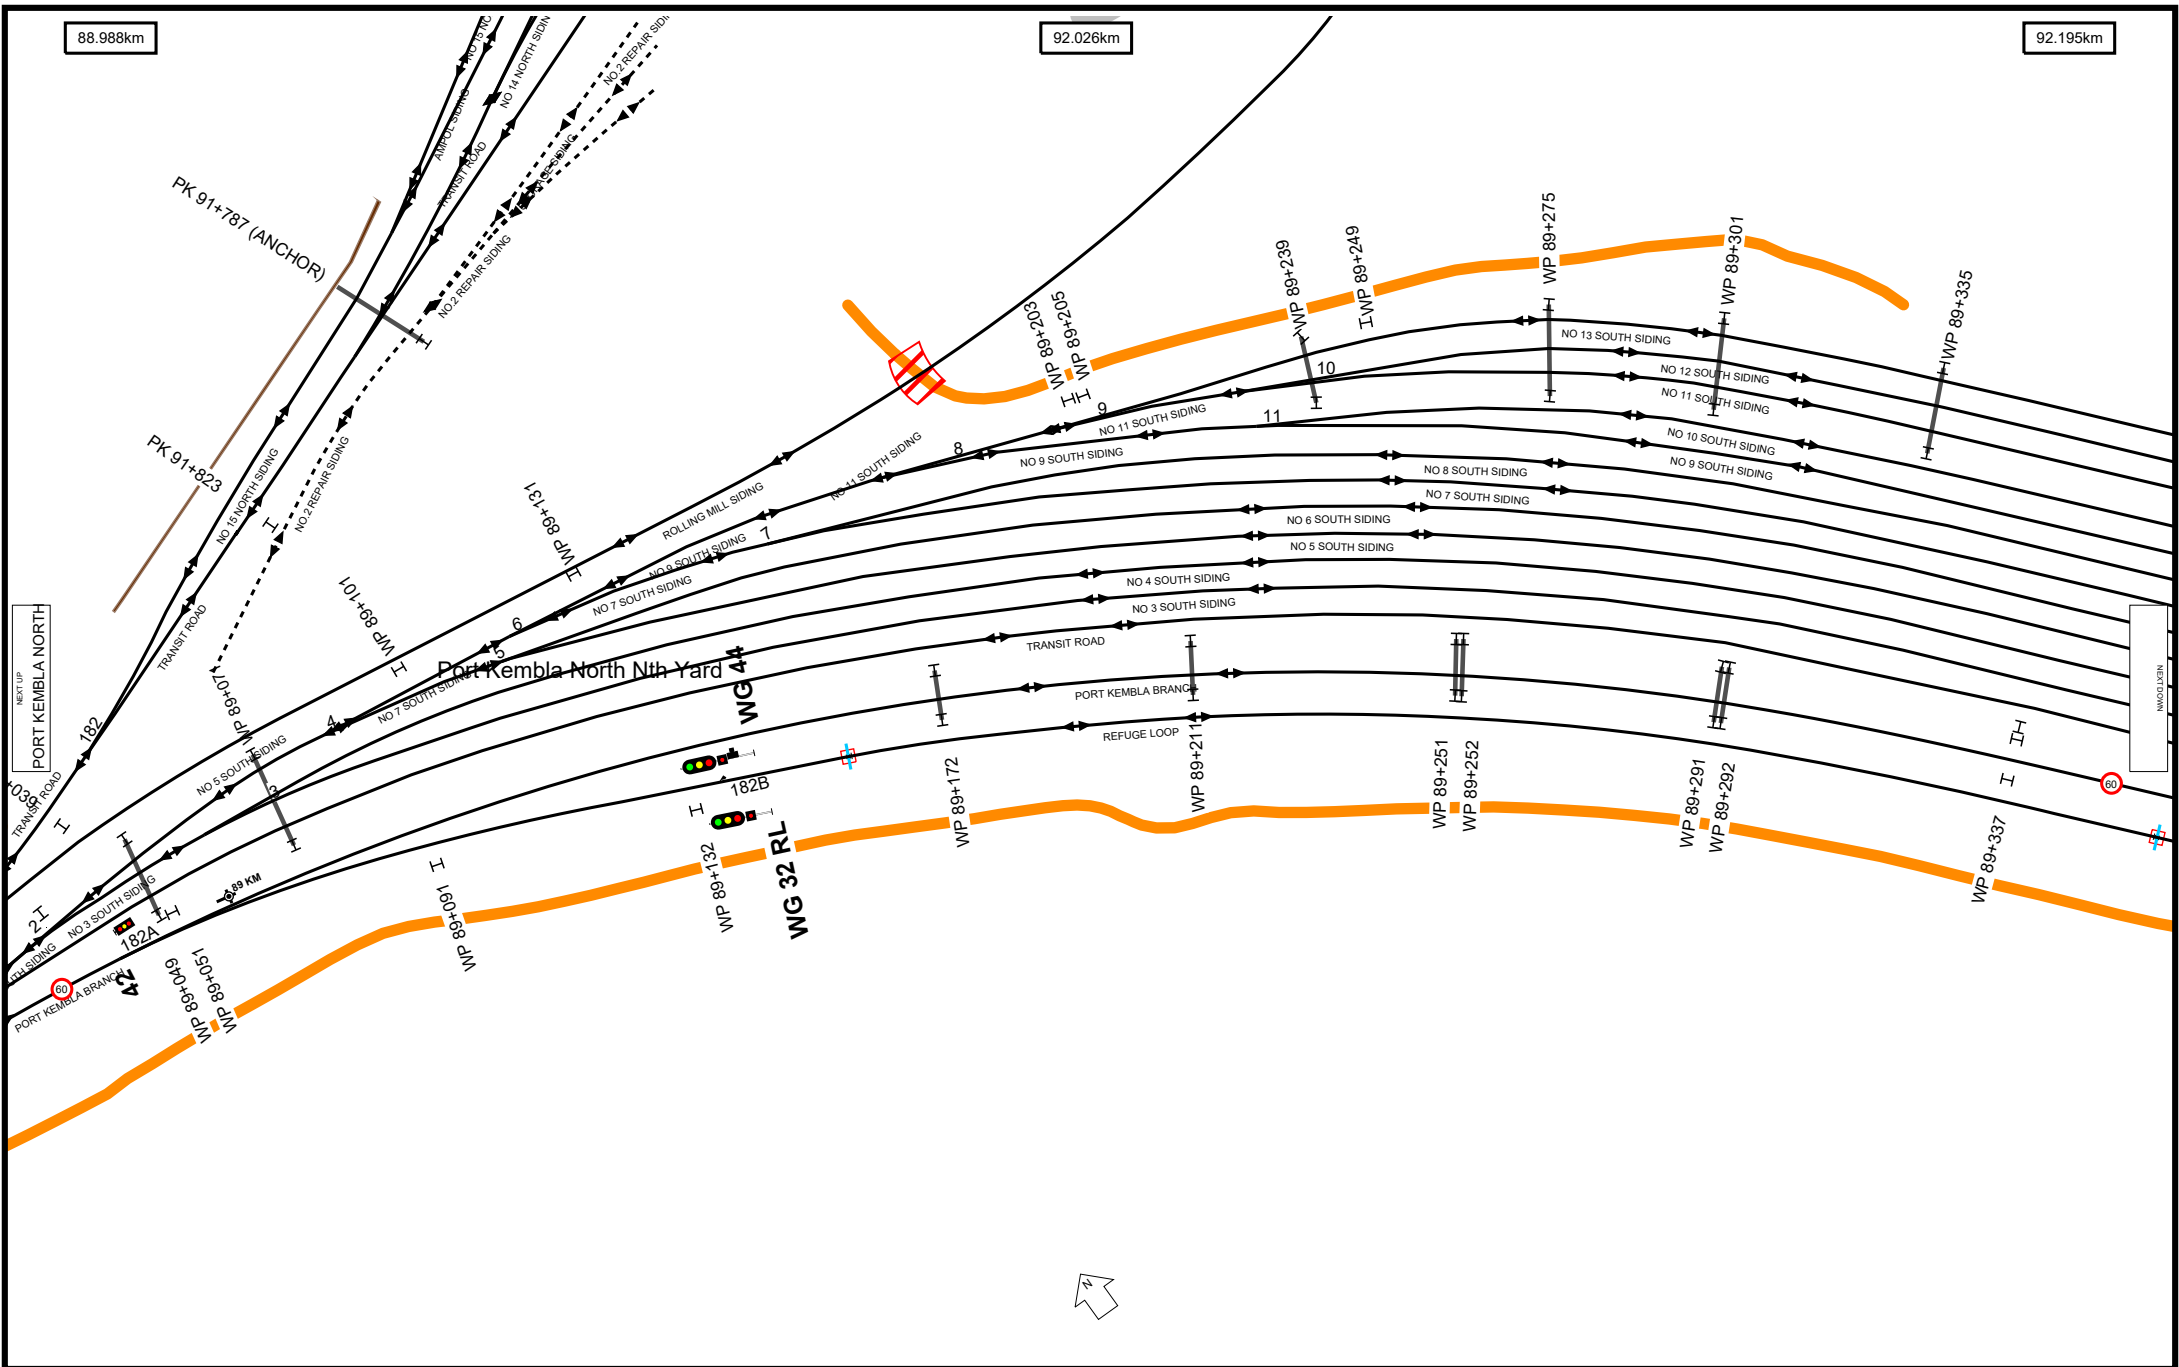 88.988km
92.026km
92.195km
NO 15 NO
NO 14 NORTH SIDIN
NO.2 REPAIR SIDI
AMPOL SIDING
TRANSIT ROAD
NO.2 REPAIR SIDING
PK 91+787 (ANCHOR)
PK 91+823
NO 15 NORTH SIDING
NO.2 REPAIR SIDING
TRANSIT ROAD
182
NEXT UP
PORT KEMBLA NORTH
+039
TRANSIT ROAD
WP 89+203
WP 89+205
WP 89+239
WP 89+249
WP 89+275
WP 89+301
WP 89+335
NO 13 SOUTH SIDING
10
NO 12 SOUTH SIDING
NO 11 SOUTH SIDING
9
NO 11 SOUTH SIDING
11
NO 10 SOUTH SIDING
8
NO 9 SOUTH SIDING
NO 9 SOUTH SIDING
NO 11 SOUTH SIDING
NO 8 SOUTH SIDING
NO 7 SOUTH SIDING
ROLLING MILL SIDING
NO 6 SOUTH SIDING
7
NO 5 SOUTH SIDING
WP 89+131
NO 9 SOUTH SIDING
NO 7 SOUTH SIDING
NO 4 SOUTH SIDING
NO 3 SOUTH SIDING
WP 89+101
6
5
TRANSIT ROAD
Port Kembla North Nth Yard
WG 44
NO 7 SOUTH SIDING
4
PORT KEMBLA BRANCH
REFUGE LOOP
NEXT DOWN
NO 5 SOUTH SIDING
3
182B
60
WP 89+172
WP 89+211
WP 89+251
WP 89+252
WP 89+291
WP 89+292
WP 89+337
WG 32 RL
WP 89+132
WP 89+091
89 KM
NO 3 SOUTH SIDING
2
182A
UTH SIDING
60
PORT KEMBLA BRANCH
42
WP 89+049
WP 89+051
N